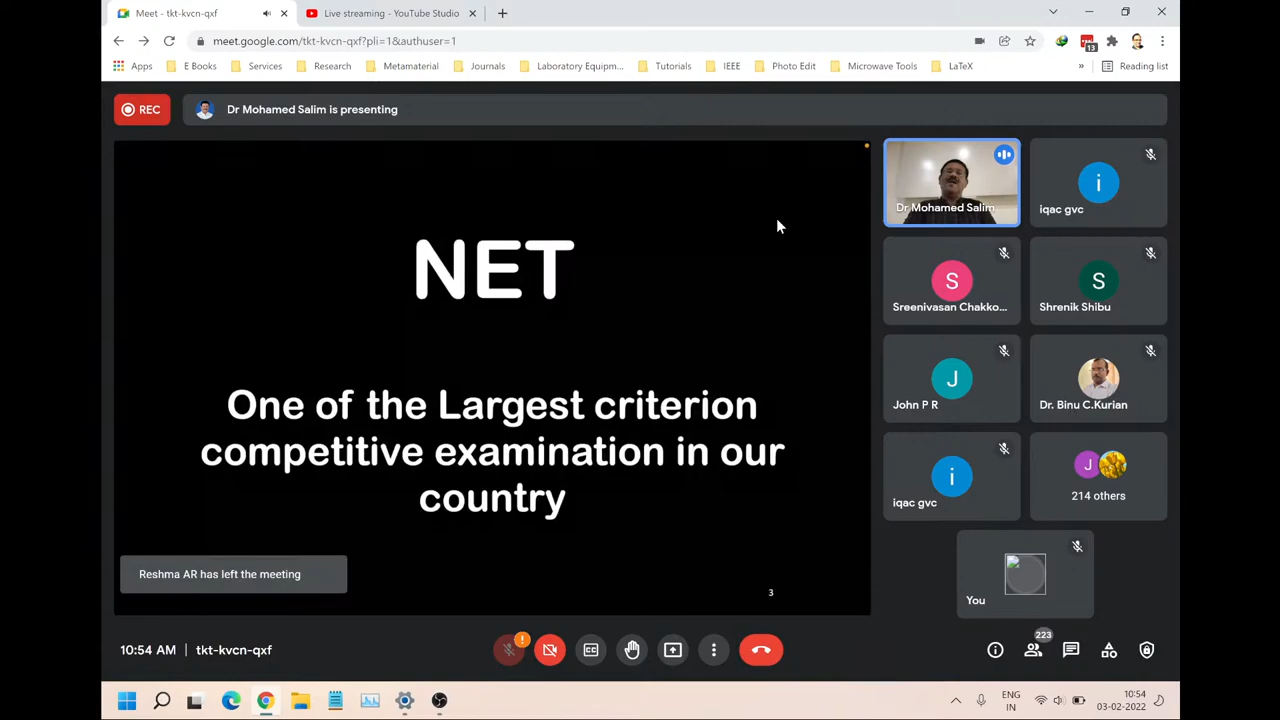 Meet - tkt-kvcn-qxf
Live streaming - YouTube Studio
meet.google.com/tkt-kvcn-qxf?pli=1&authuser=1
13
Apps
E Books
Services
Research
Metamaterial
Journals
Laboratory Equipm...
Tutorials
IEEE
Photo Edit
Microwave Tools
LaTeX
»
Reading list
REC
Dr Mohamed Salim is presenting
NET
One of the Largest criterion
competitive examination in our
country
3
Reshma AR has left the meeting
Dr Mohamed Salim
i
iqac gvc
S
Sreenivasan Chakko...
S
Shrenik Shibu
J
John P R
Dr. Binu C.Kurian
i
iqac gvc
J
214 others
You
10:54 AM | tkt-kvcn-qxf
CC
223
ENG
IN
10:54
03-02-2022